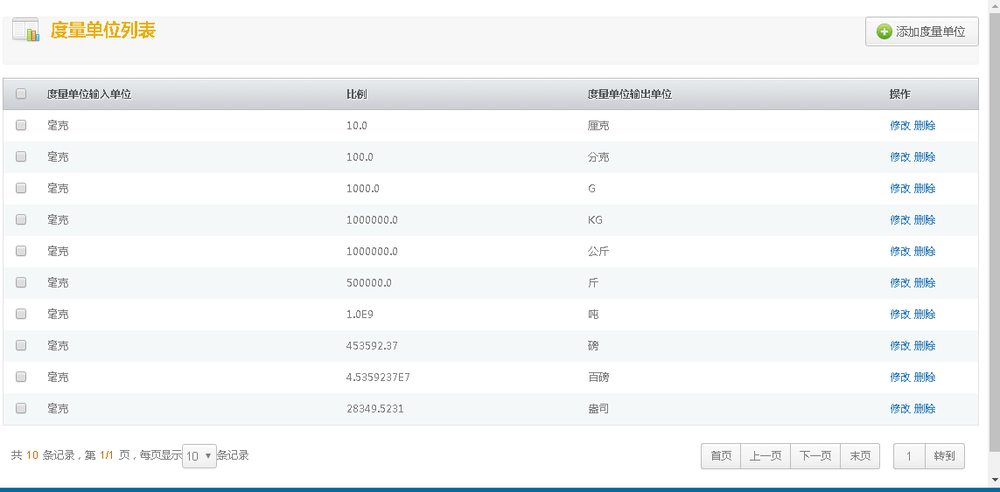 度量单位列表
添加度量单位
度量单位输入单位 比例 度量单位输出单位 操作
毫克 10.0 厘克 修改 删除
毫克 100.0 分克 修改 删除
毫克 1000.0 G 修改 删除
毫克 1000000.0 KG 修改 删除
毫克 1000000.0 公斤 修改 删除
毫克 500000.0 斤 修改 删除
毫克 1.0E9 吨 修改 删除
毫克 453592.37 磅 修改 删除
毫克 4.5359237E7 百磅 修改 删除
毫克 28349.5231 盎司 修改 删除
共 10 条记录，第 1/1 页，每页显示 10 条记录 首页 上一页 下一页 末页 1 转到